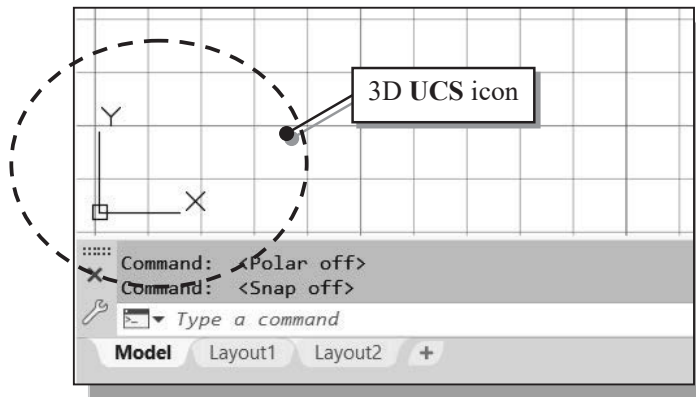 3D UCS icon
Y
X
Command:  <Polar off>
Command:  <Snap off>
Type a command
Model Layout1 Layout2 +